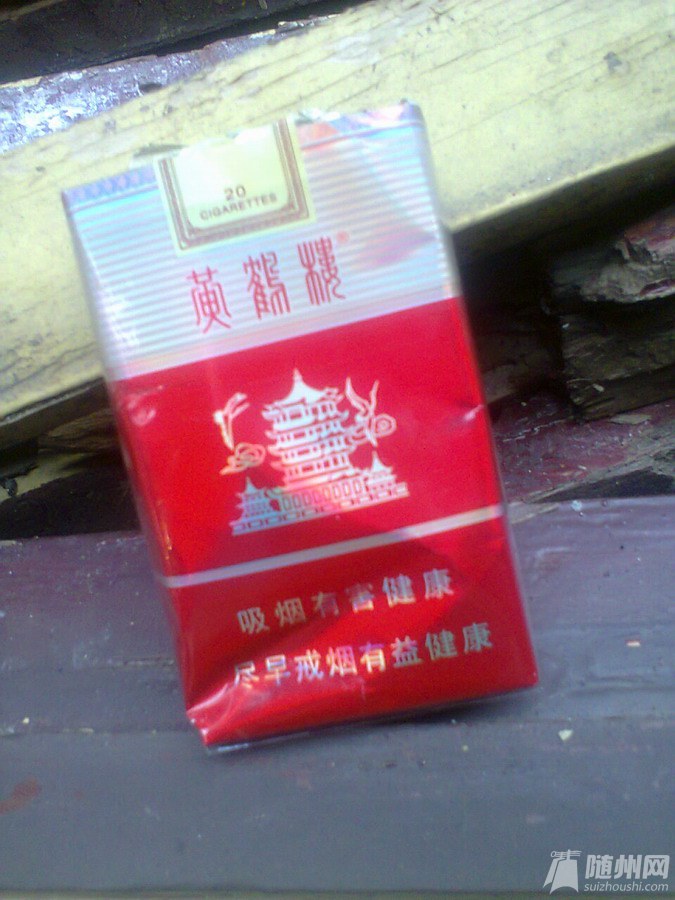 20
CIGARETTES
黄鹤楼®
吸烟有害健康
尽早戒烟有益健康
随州网
suizhoushi.com